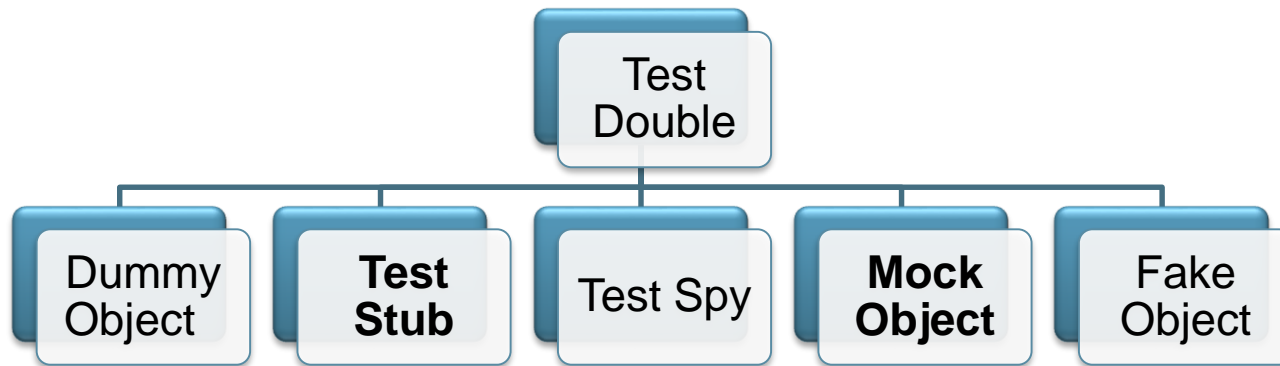 Test
Double
Dummy
Object
Test
Stub
Test Spy
Mock
Object
Fake
Object